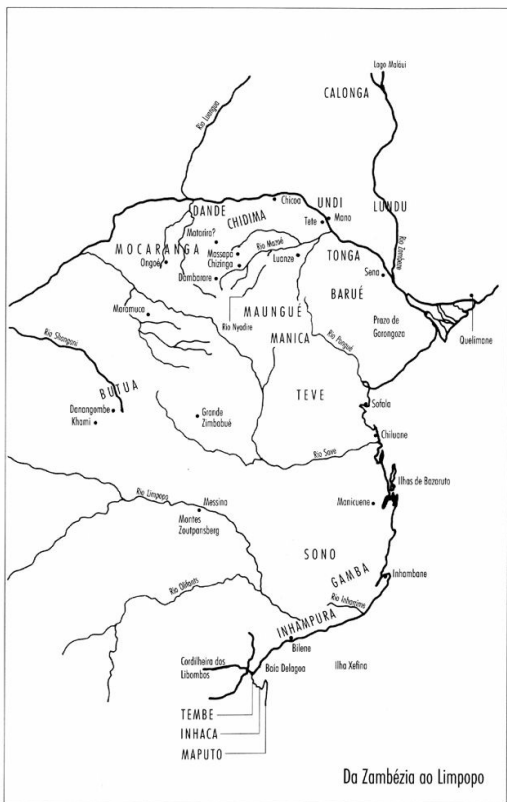 Lago Maláui
CALONGA
Rio Luangua
Chicoa
UNDI
LUNDU
DANDE
CHIDIMA
Tete
Mano
Matarira?
MOCARANGA
Massapa
Rio Mazoé
TONGA
Ongoé
Chizinga
Luanze
Rio Zambeze
Dambarare
Sena
BARUÉ
Maramuca
MAUNGUÉ
Rio Nyadire
Prazo de
Gorongoza
Quelimane
MANICA
Rio Shangani
Rio Pungué
BUTUA
TEVE
Danangombe
Khami
Grande
Zimbabué
Sofala
Chiluane
Rio Save
Ilhas de Bazaruto
Rio Limpopo
Messina
Manicuene
Montes
Zoutpansberg
SONO
GAMBA
Inhambane
Rio Olifants
Rio Inharrime
INHAMPURA
Bilene
Cordilheira dos
Libombos
Baía Delagoa
Ilha Xefina
TEMBE
INHACA
MAPUTO
Da Zambézia ao Limpopo